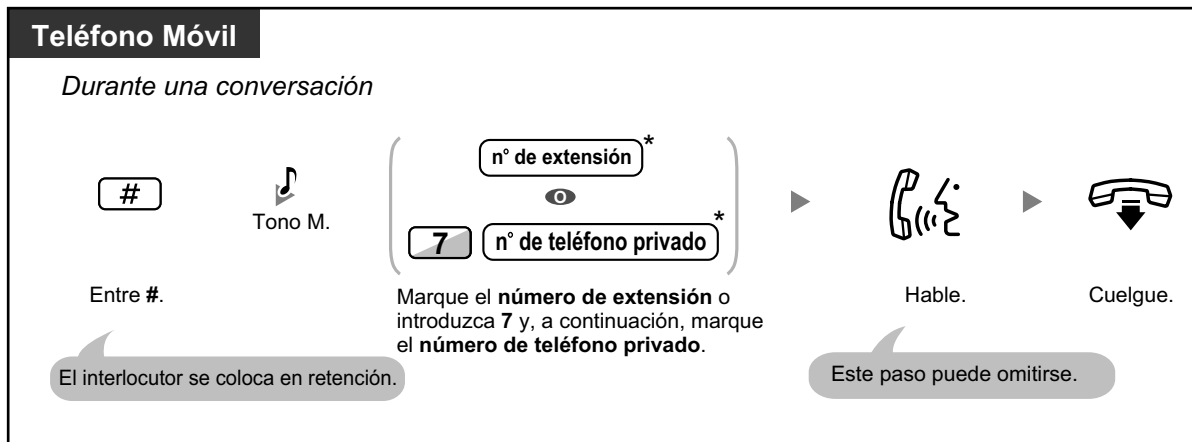 Teléfono Móvil
Durante una conversación
#
Tono M.
n° de extensión*
o
7 n° de teléfono privado*
Entre #.
El interlocutor se coloca en retención.
Marque el número de extensión o
introduzca 7 y, a continuación, marque
el número de teléfono privado.
Hable.
Este paso puede omitirse.
Cuelgue.